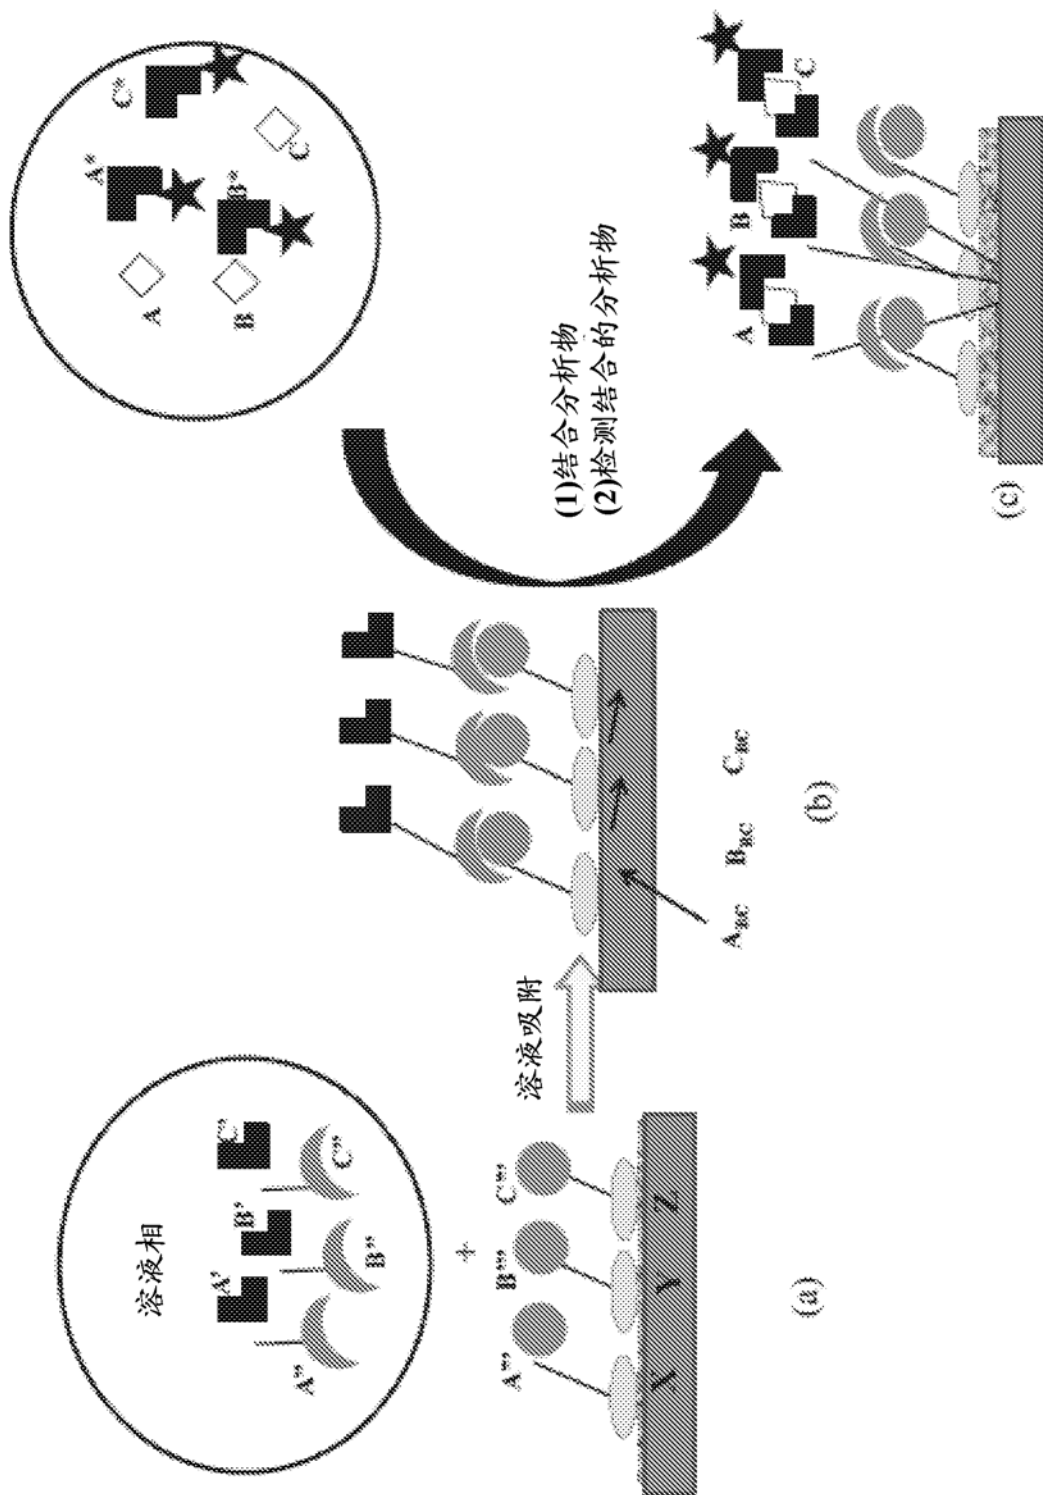 溶液相
A' B' C'
A” B” C”
+
A''' B''' C'''
X Y Z
(a)
溶液吸附
A_BC B_BC C_BC
(b)
A* B* C*
A B C
(1)结合分析物
(2)检测结合的分析物
A B C
(c)